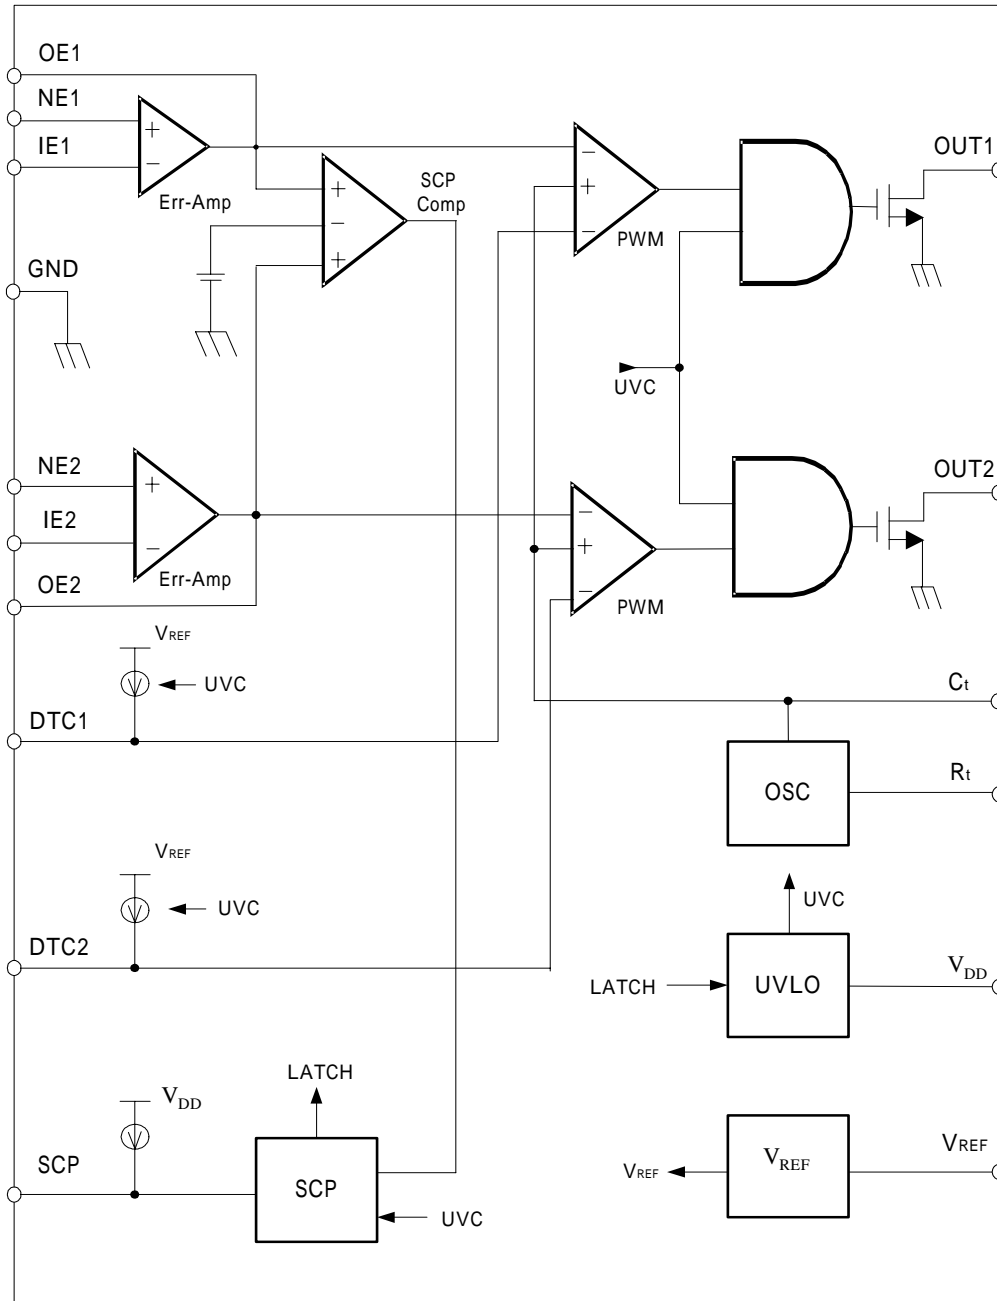 OE1
NE1
IE1
+
−
Err-Amp
+
−
+
SCP
Comp
−
+
−
PWM
OUT1
GND
UVC
NE2
IE2
OE2
+
−
Err-Amp
−
+
−
PWM
OUT2
VREF
UVC
DTC1
Ct
OSC
Rt
VREF
UVC
DTC2
UVC
LATCH
UVLO
VDD
LATCH
VDD
SCP
SCP
UVC
VREF
VREF
VREF